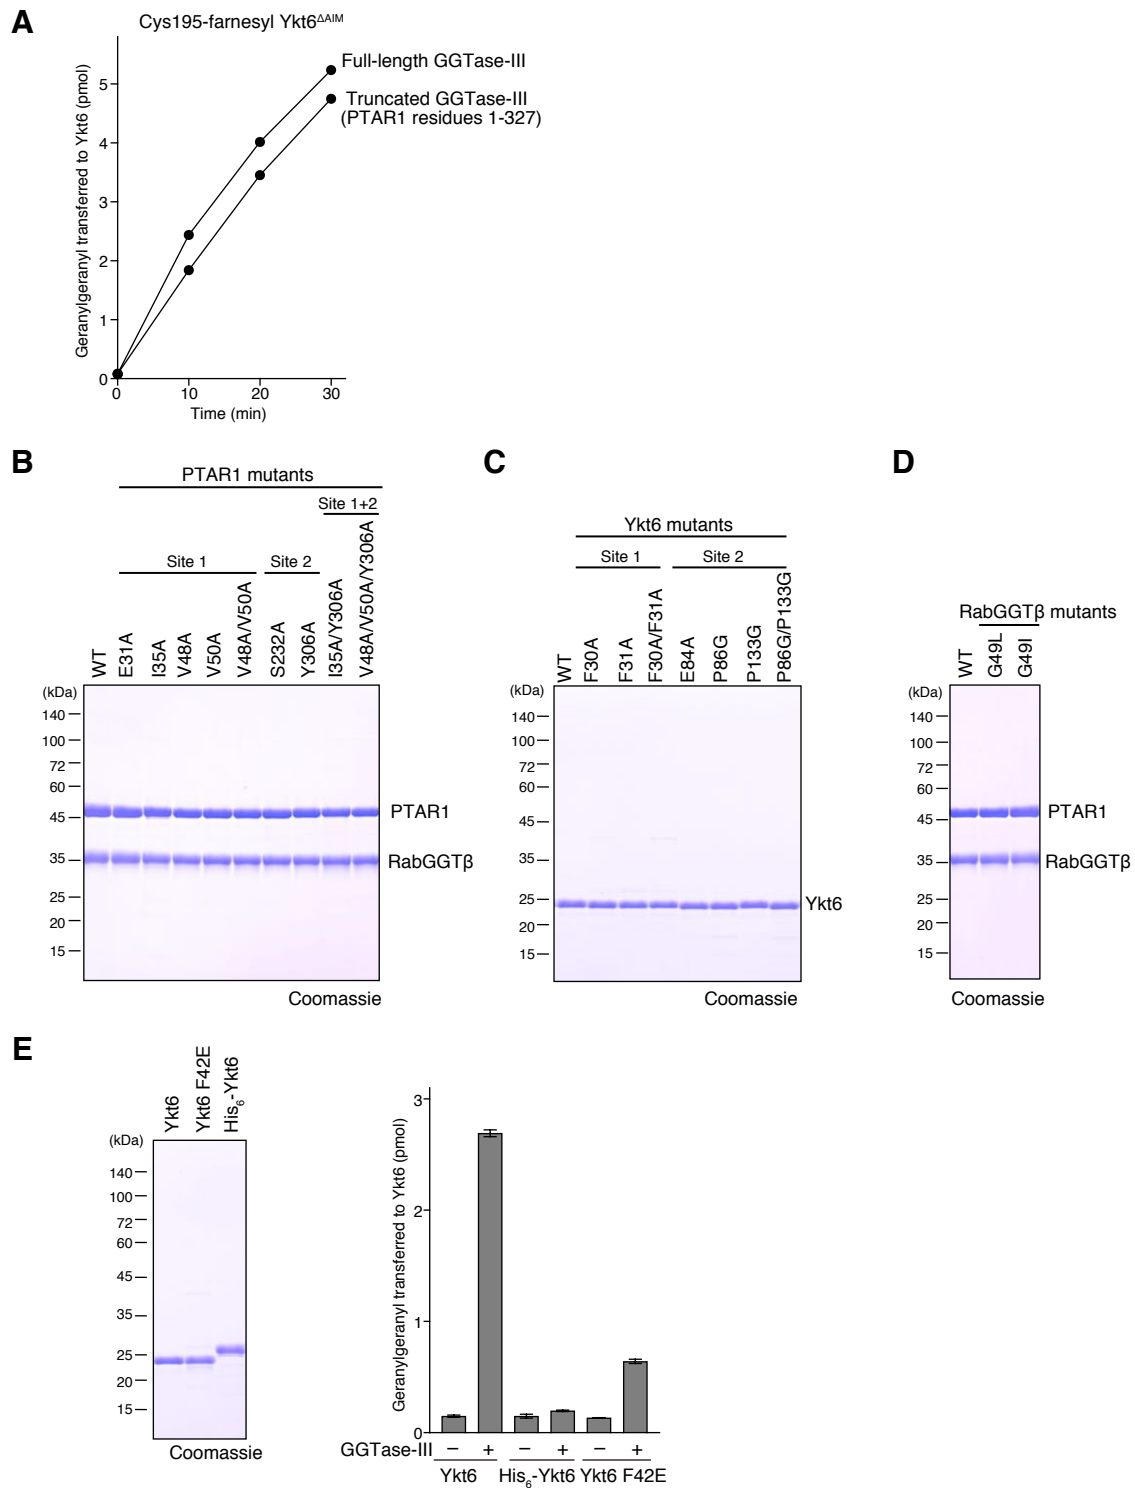 A
Cys195-farnesyl Ykt6ΔAIM
Geranylgeranyl transferred to Ykt6 (pmol)
5
4
3
2
1
0
Full-length GGTase-III
Truncated GGTase-III
(PTAR1 residues 1-327)
0 10 20 30
Time (min)
B
PTAR1 mutants
Site 1+2
Site 1
Site 2
WT
E31A
I35A
V48A
V50A
V48A/V50A
S232A
Y306A
I35A/Y306A
V48A/V50A/Y306A
(kDa)
140
100
72
60
45
35
25
20
15
PTAR1
RabGGTβ
Coomassie
C
Ykt6 mutants
Site 1
Site 2
WT
F30A
F31A
F30A/F31A
E84A
P86G
P133G
P86G/P133G
(kDa)
140
100
72
60
45
35
25
20
15
Ykt6
Coomassie
D
RabGGTβ mutants
WT
G49L
G49I
(kDa)
140
100
72
60
45
35
25
20
15
PTAR1
RabGGTβ
Coomassie
E
Ykt6
Ykt6 F42E
His6-Ykt6
(kDa)
140
100
72
60
45
35
25
20
15
Coomassie
Geranylgeranyl transferred to Ykt6 (pmol)
3
2
1
0
GGTase-III − + − + − +
Ykt6 His6-Ykt6 Ykt6 F42E